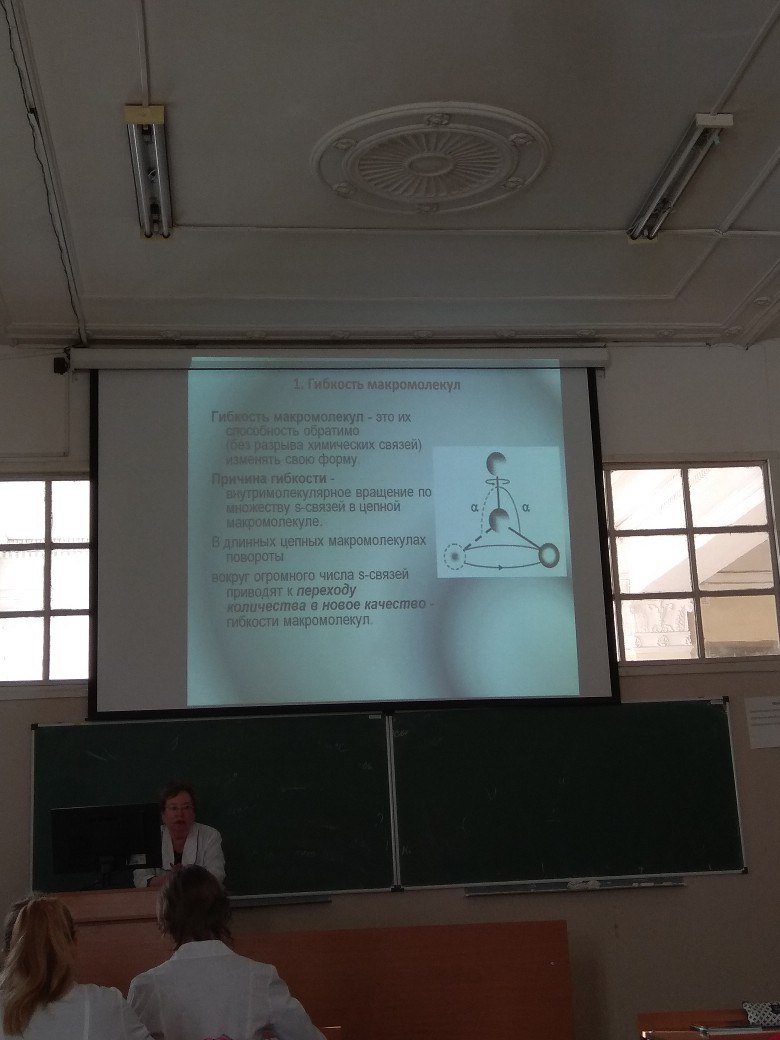 1. Гибкость макромолекул
Гибкость макромолекул - это их
способность обратимо
(без разрыва химических связей)
изменять свою форму.
Причина гибкости -
внутримолекулярное вращение по
множеству s-связей в цепной
макромолекуле.
В длинных цепных макромолекулах
повороты
вокруг огромного числа s-связей
приводят к переходу
количества в новое качество -
гибкости макромолекул.
α α